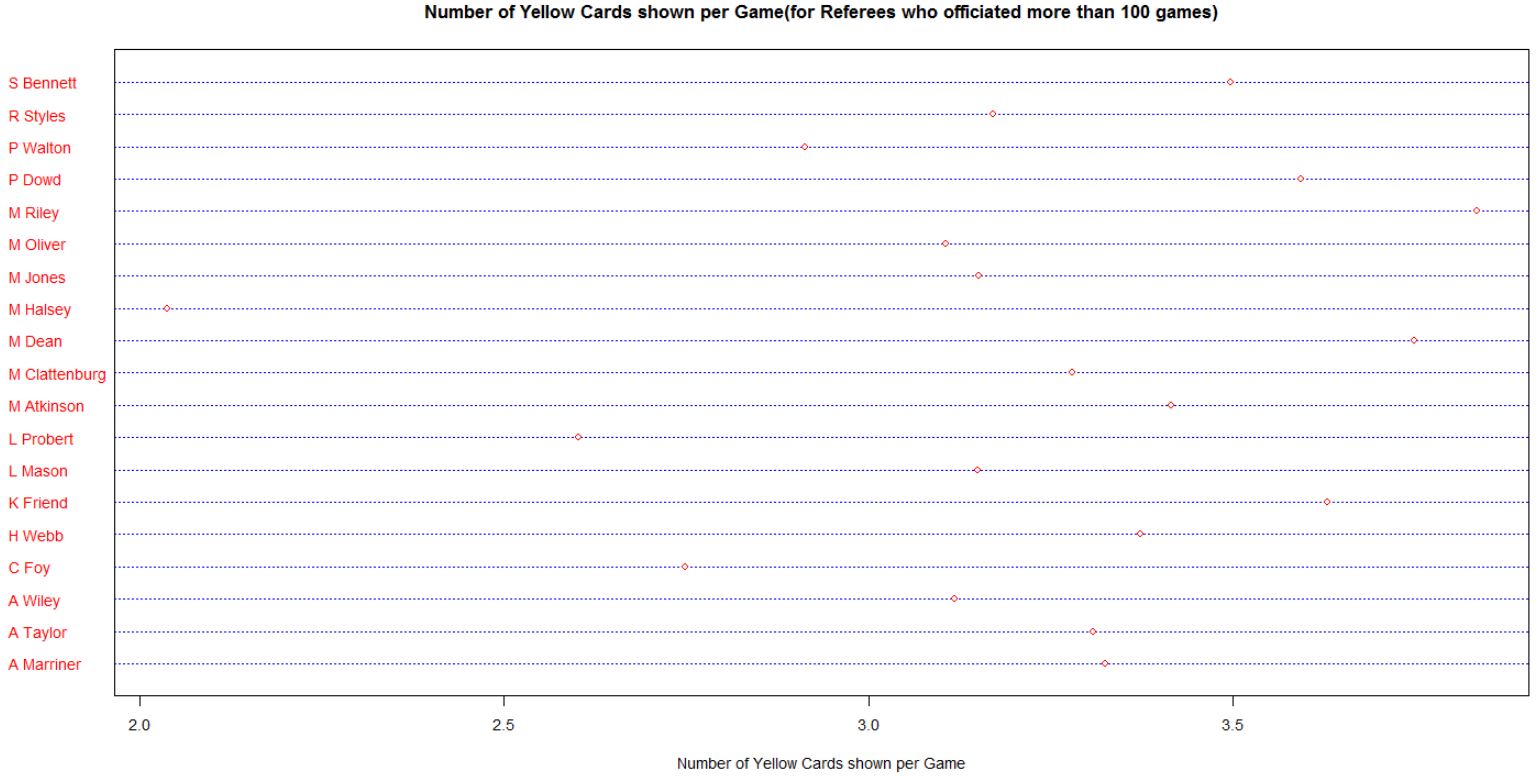 Number of Yellow Cards shown per Game(for Referees who officiated more than 100 games)
S Bennett
R Styles
P Walton
P Dowd
M Riley
M Oliver
M Jones
M Halsey
M Dean
M Clattenburg
M Atkinson
L Probert
L Mason
K Friend
H Webb
C Foy
A Wiley
A Taylor
A Marriner
2.0 2.5 3.0 3.5
Number of Yellow Cards shown per Game